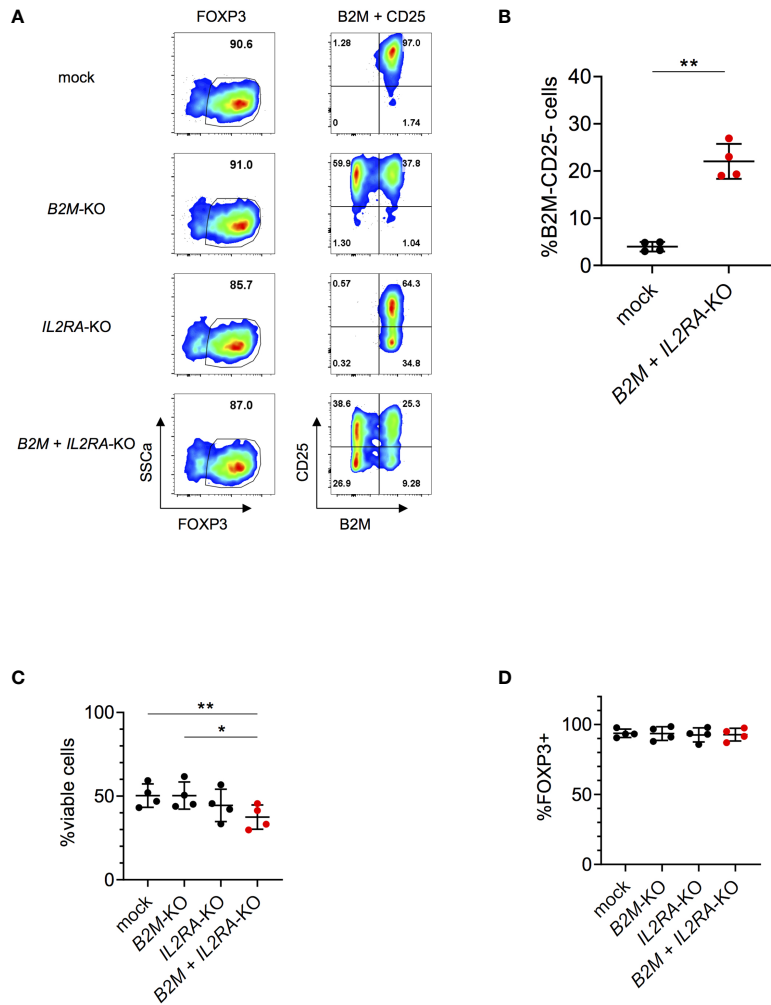 A
FOXP3
B2M + CD25
mock
90.6
1.28
97.0
0
1.74
B2M-KO
91.0
59.9
37.8
1.30
1.04
IL2RA-KO
85.7
0.57
64.3
0.32
34.8
B2M + IL2RA-KO
87.0
38.6
25.3
26.9
9.28
SSCa
FOXP3
CD25
B2M
B
**
%B2M-CD25- cells
40
30
20
10
0
mock
B2M + IL2RA-KO
C
**
*
%viable cells
100
50
0
mock
B2M-KO
IL2RA-KO
B2M + IL2RA-KO
D
%FOXP3+
100
50
0
mock
B2M-KO
IL2RA-KO
B2M + IL2RA-KO